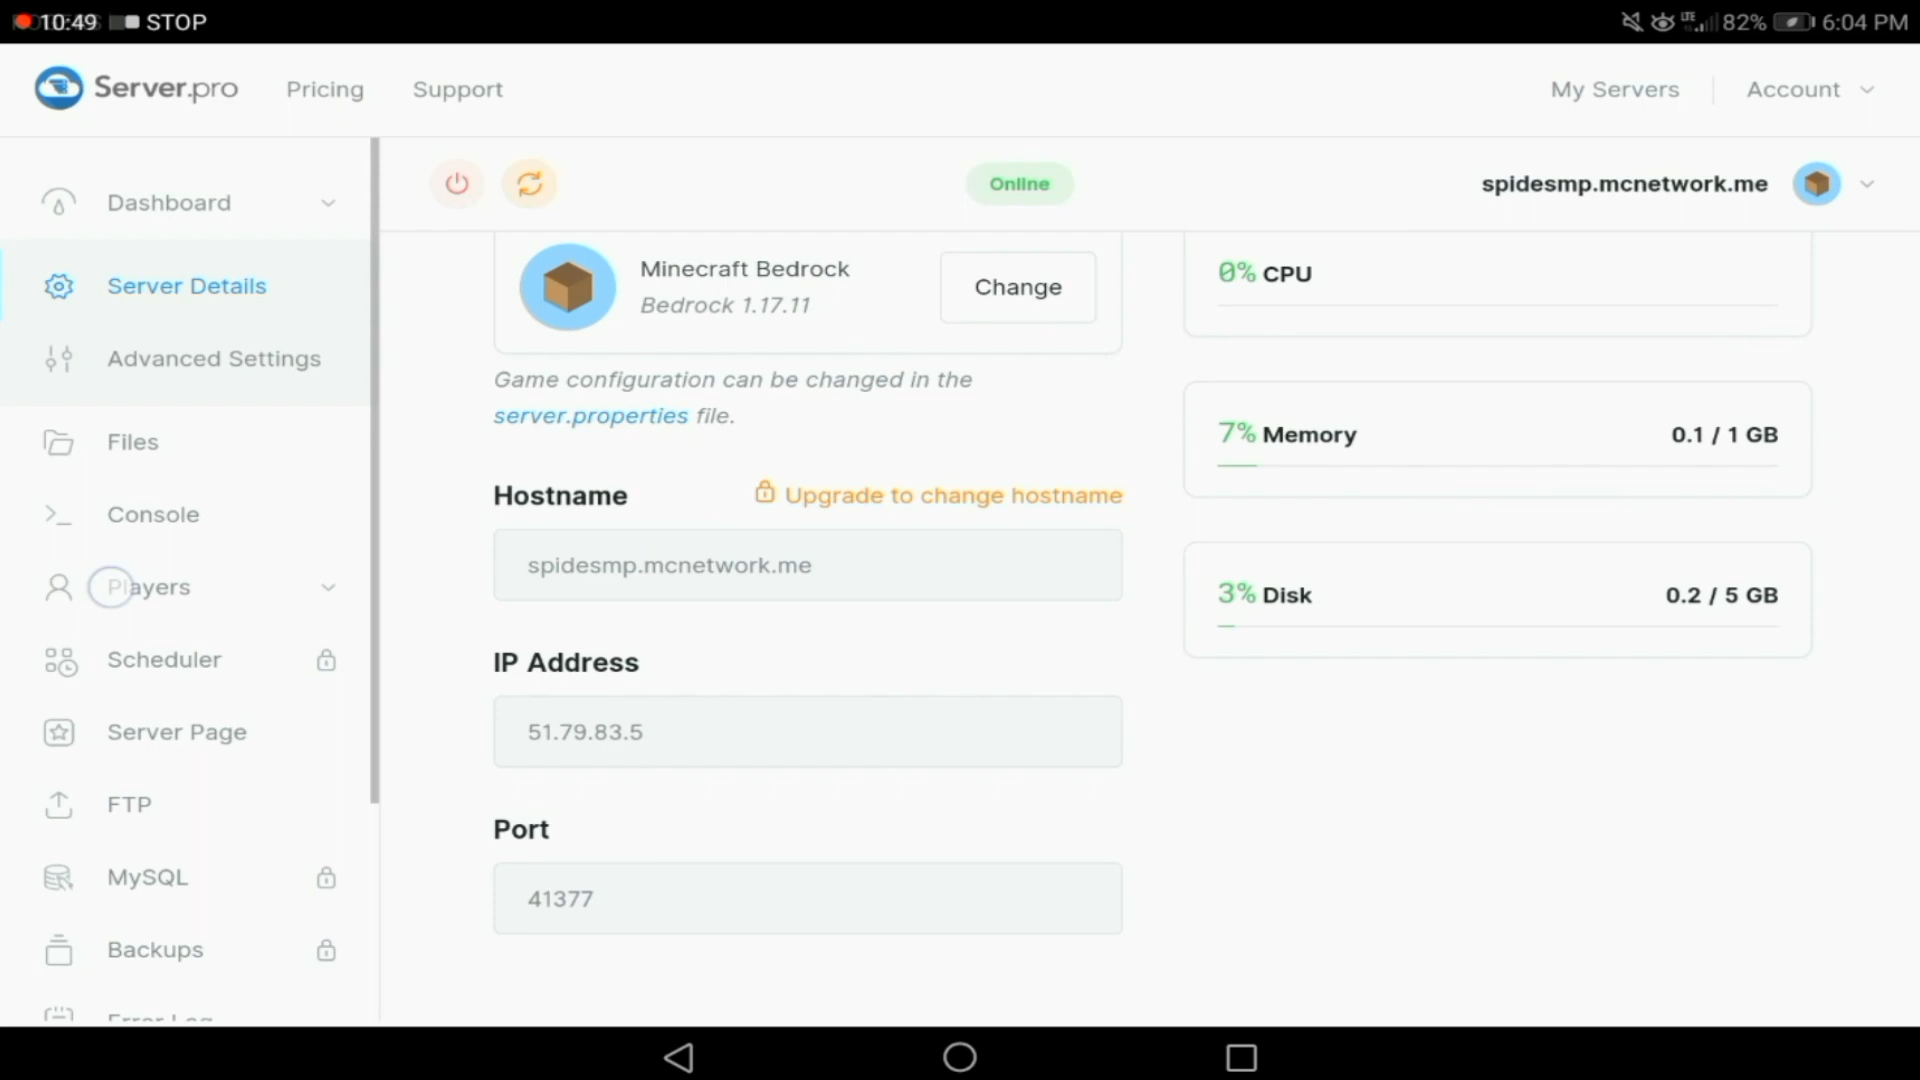 10:49 STOP
LTE 82% 6:04 PM
Server.pro Pricing Support My Servers Account
Online spidesmp.mcnetwork.me
Dashboard
Server Details
Advanced Settings
Files
Console
Players
Scheduler
Server Page
FTP
MySQL
Backups
Error Log
Minecraft Bedrock
Bedrock 1.17.11
Change
Game configuration can be changed in the
server.properties file.
Hostname Upgrade to change hostname
spidesmp.mcnetwork.me
IP Address
51.79.83.5
Port
41377
0% CPU
7% Memory 0.1 / 1 GB
3% Disk 0.2 / 5 GB